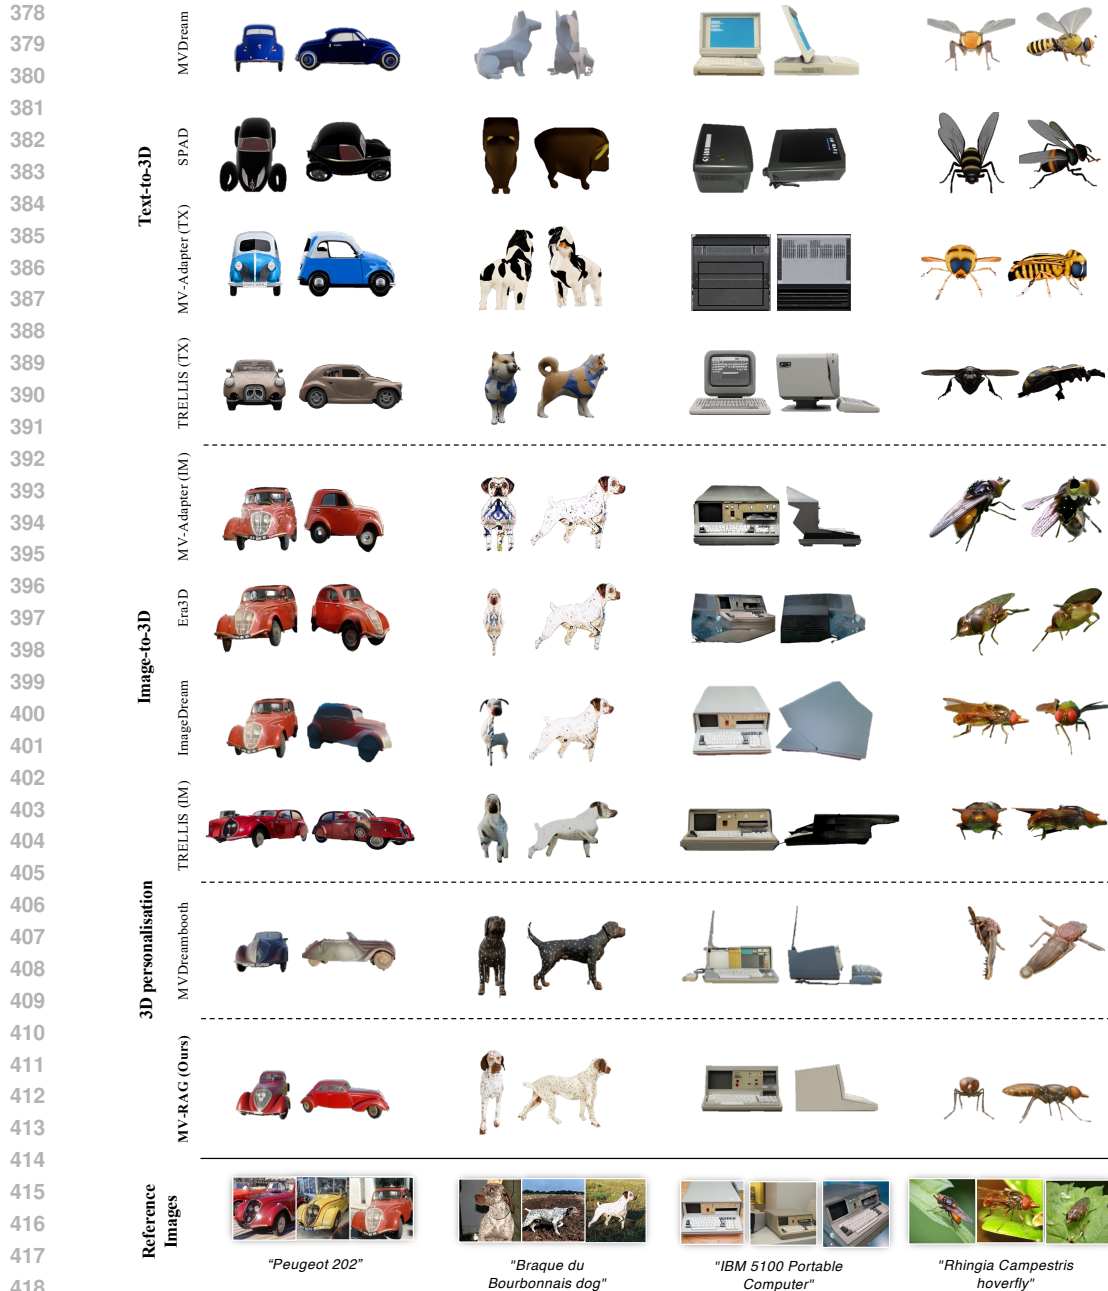 378
379
380
381
382
383
384
385
386
387
388
389
390
391
392
393
394
395
396
397
398
399
400
401
402
403
404
405
406
407
408
409
410
411
412
413
414
415
416
417
418
Text-to-3D
MVDream
SPAD
MV-Adapter (TX)
TRELLIS (TX)
Image-to-3D
MV-Adapter (IM)
Era3D
ImageDream
TRELLIS (IM)
3D personalisation
MVDreambooth
MV-RAG (Ours)
Reference
Images
"Peugeot 202"
"Braque du
Bourbonnais dog"
"IBM 5100 Portable
Computer"
"Rhingia Campestris
hoverfly"